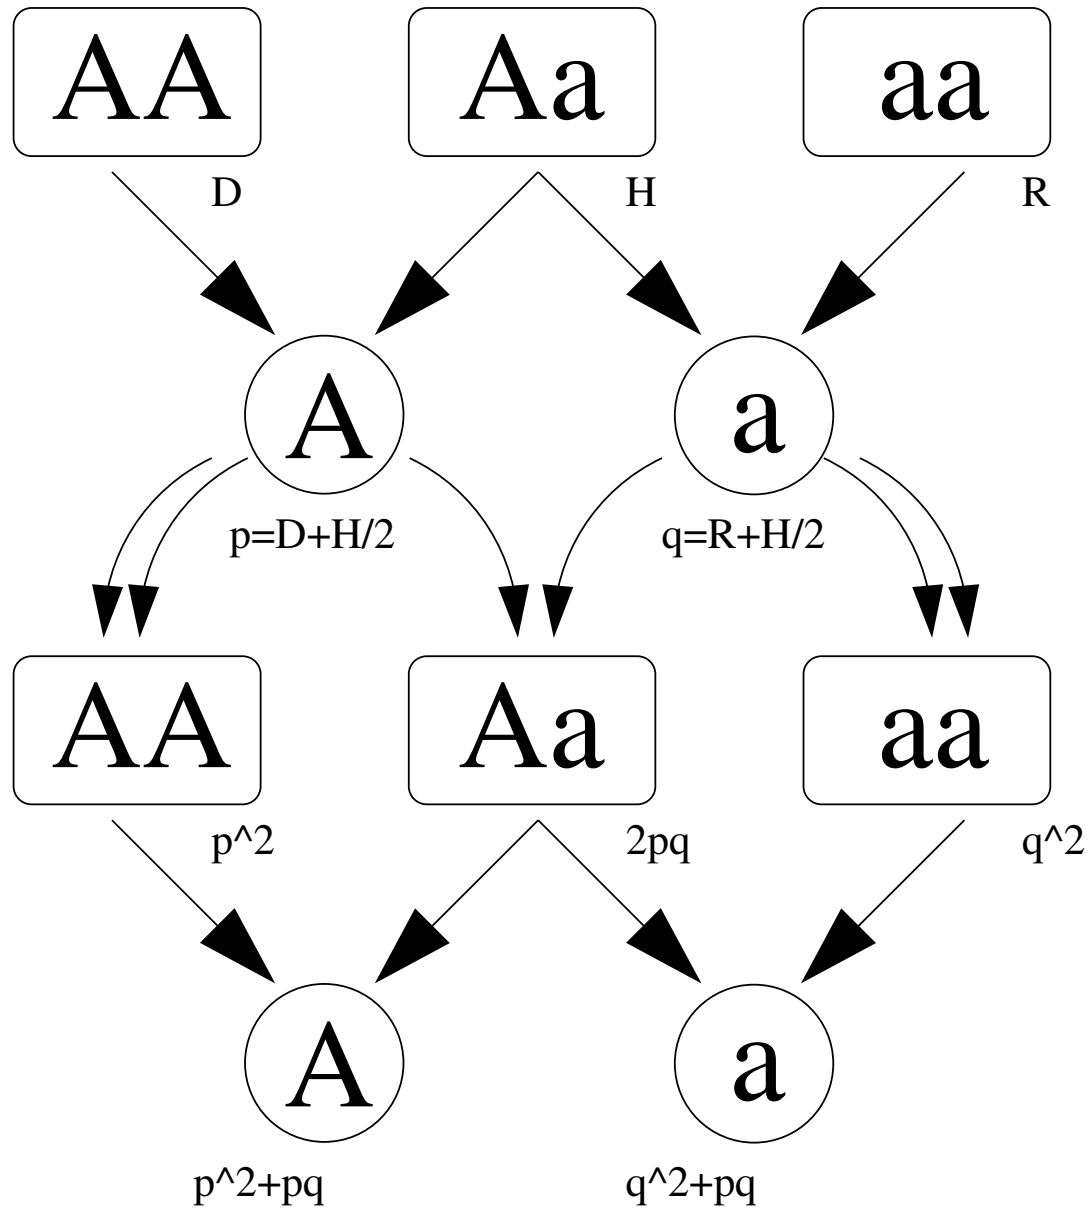 AA Aa aa
D H R
A a
p=D+H/2 q=R+H/2
AA Aa aa
p^2 2pq q^2
A a
p^2+pq q^2+pq